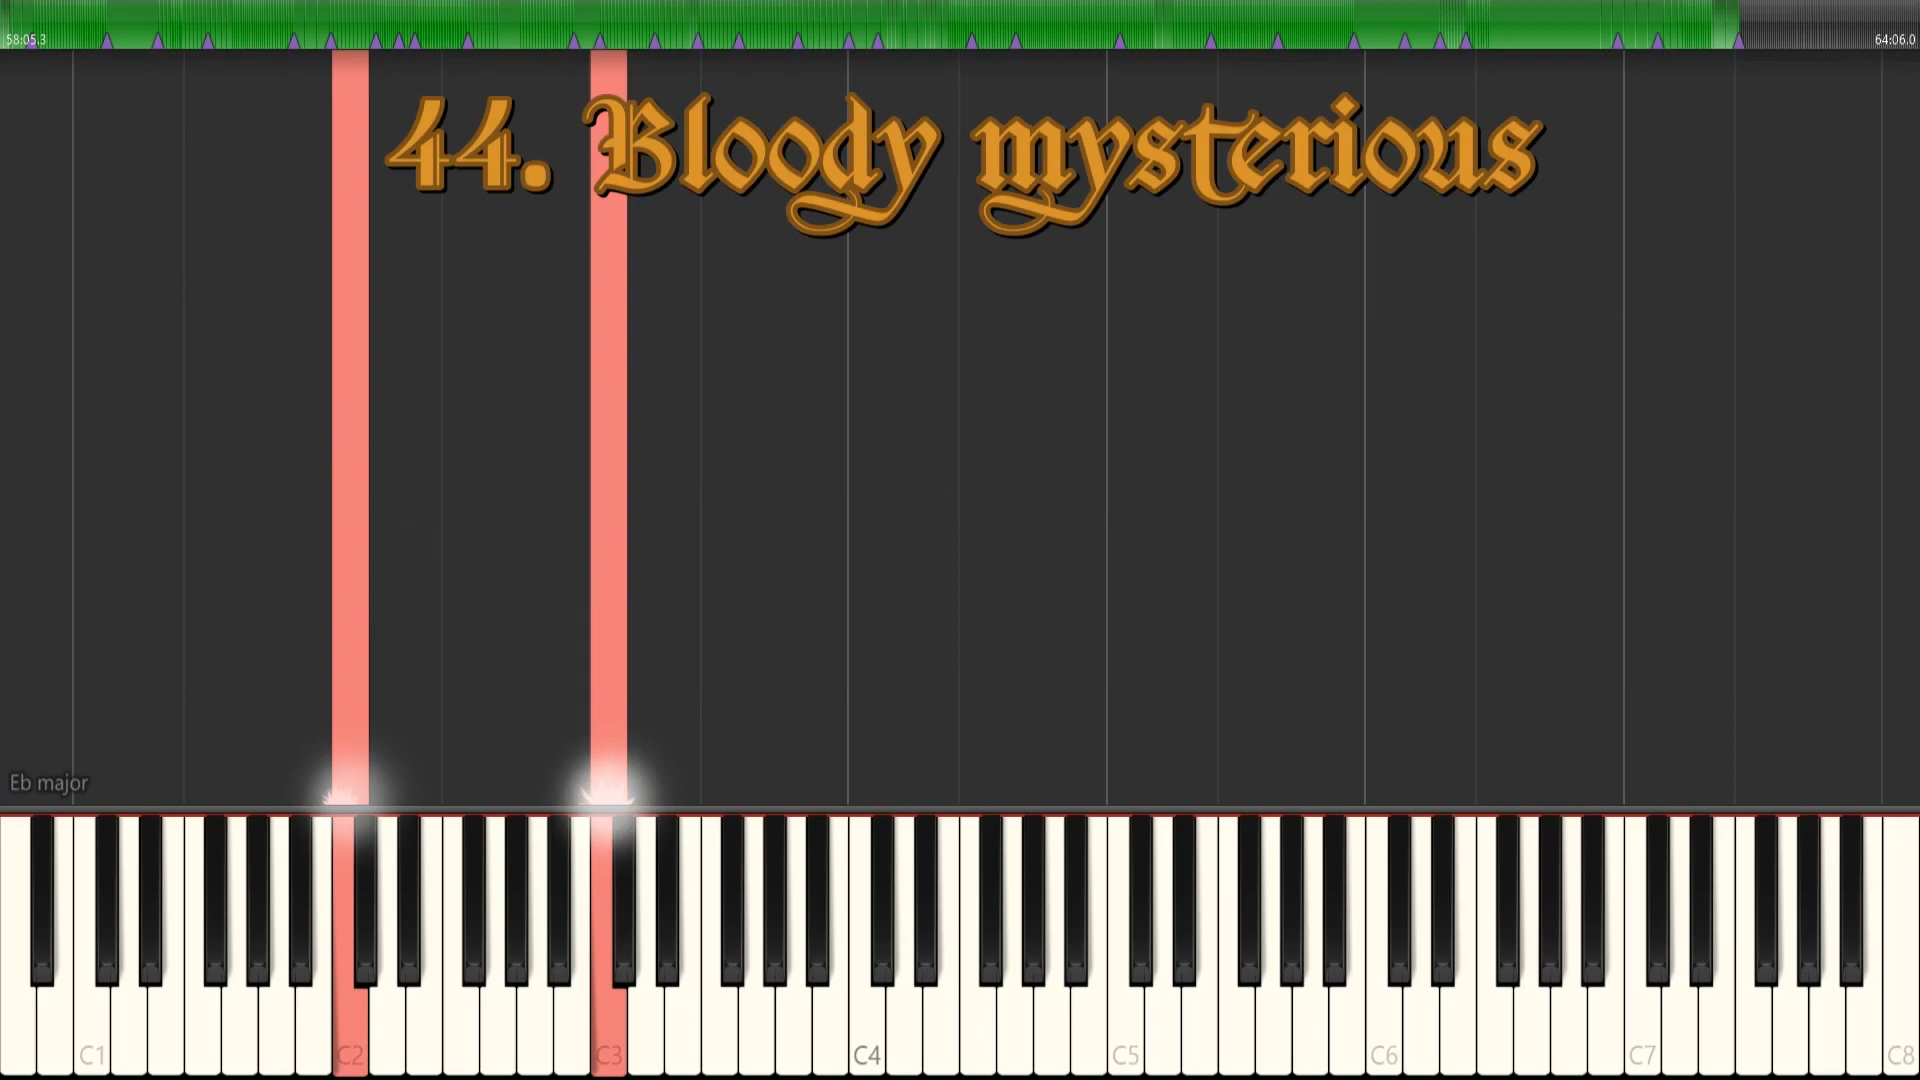 58:05.3
64:06.0
44. Bloody mysterious
Eb major
C1 C2 C3 C4 C5 C6 C7 C8